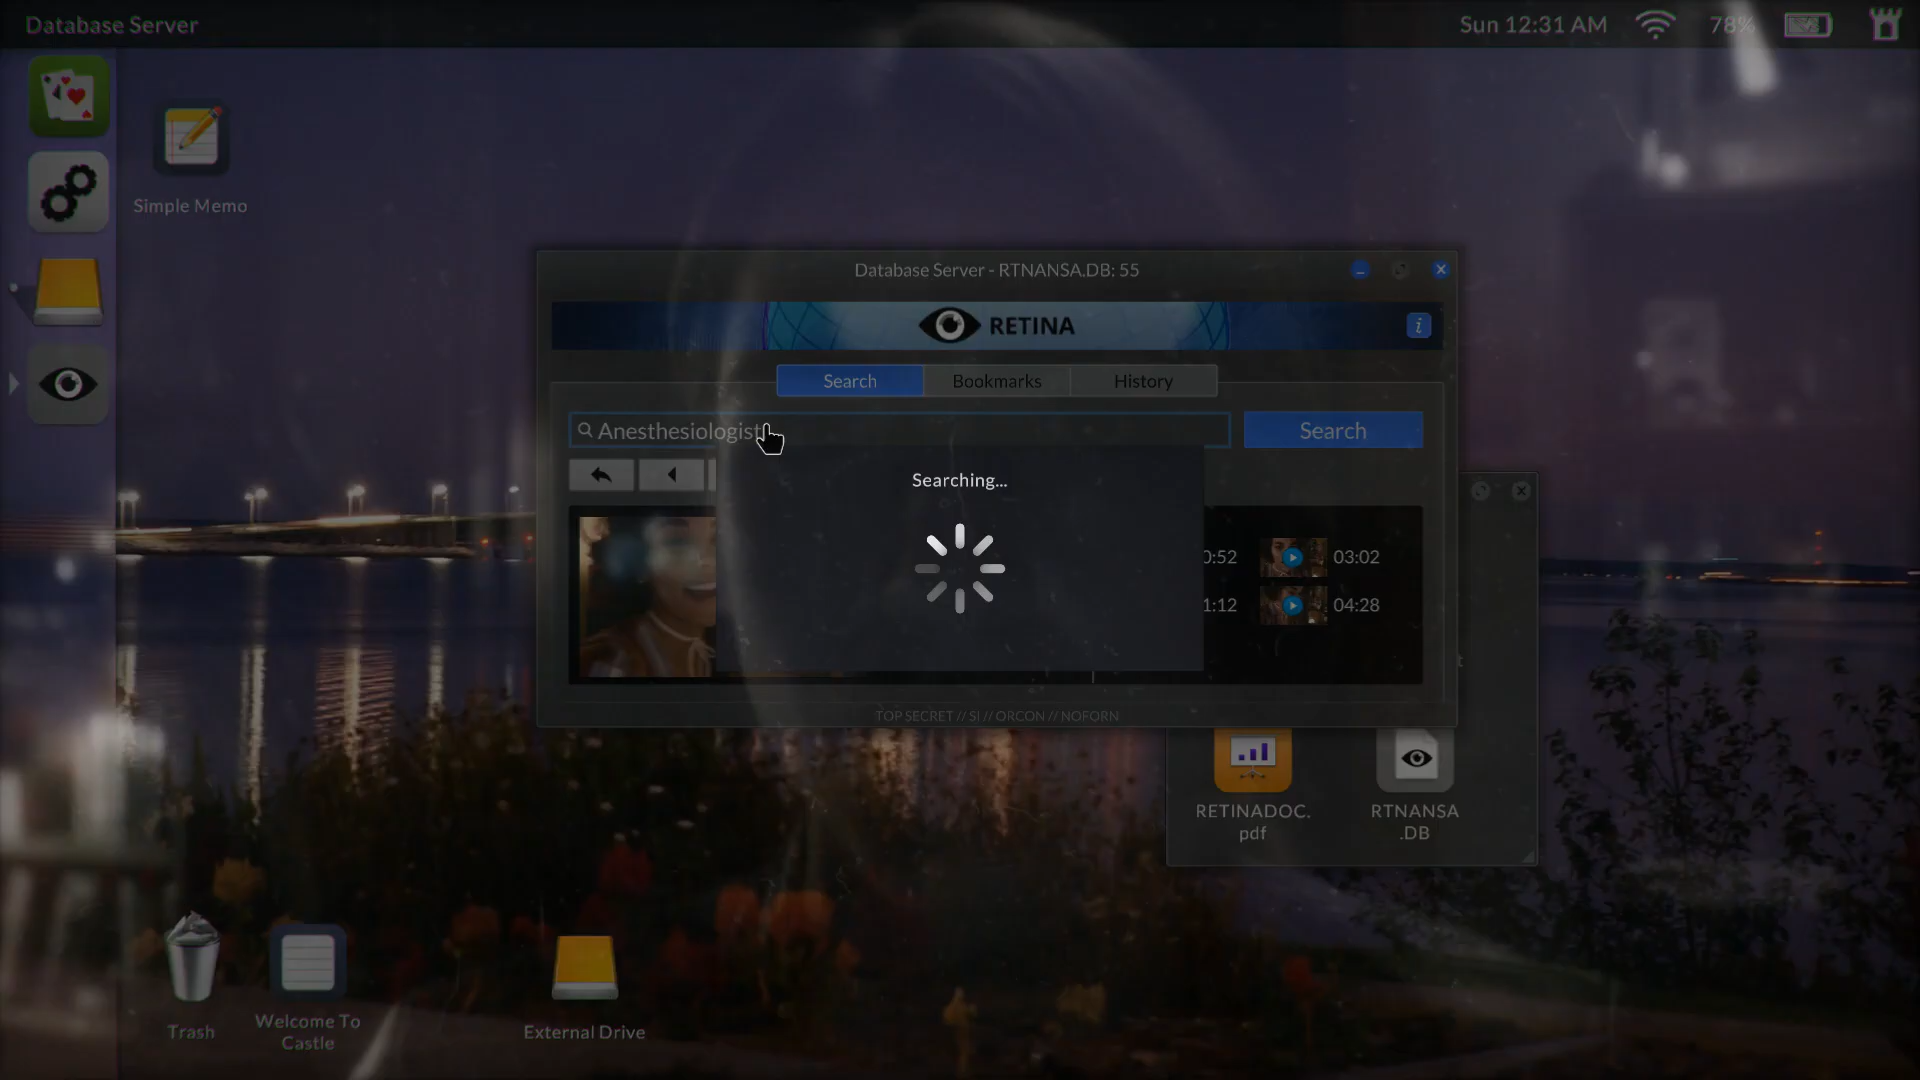 Database Server
Sun 12:31 AM
78%
Simple Memo
Database Server - RTNANSA.DB: 55
RETINA
i
Search
Bookmarks
History
Anesthesiologist
Search
Searching...
0:52
03:02
1:12
04:28
TOP SECRET // SI // ORCON // NOFORN
RETINADOC.
pdf
RTNANSA
.DB
Trash
Welcome To
Castle
External Drive